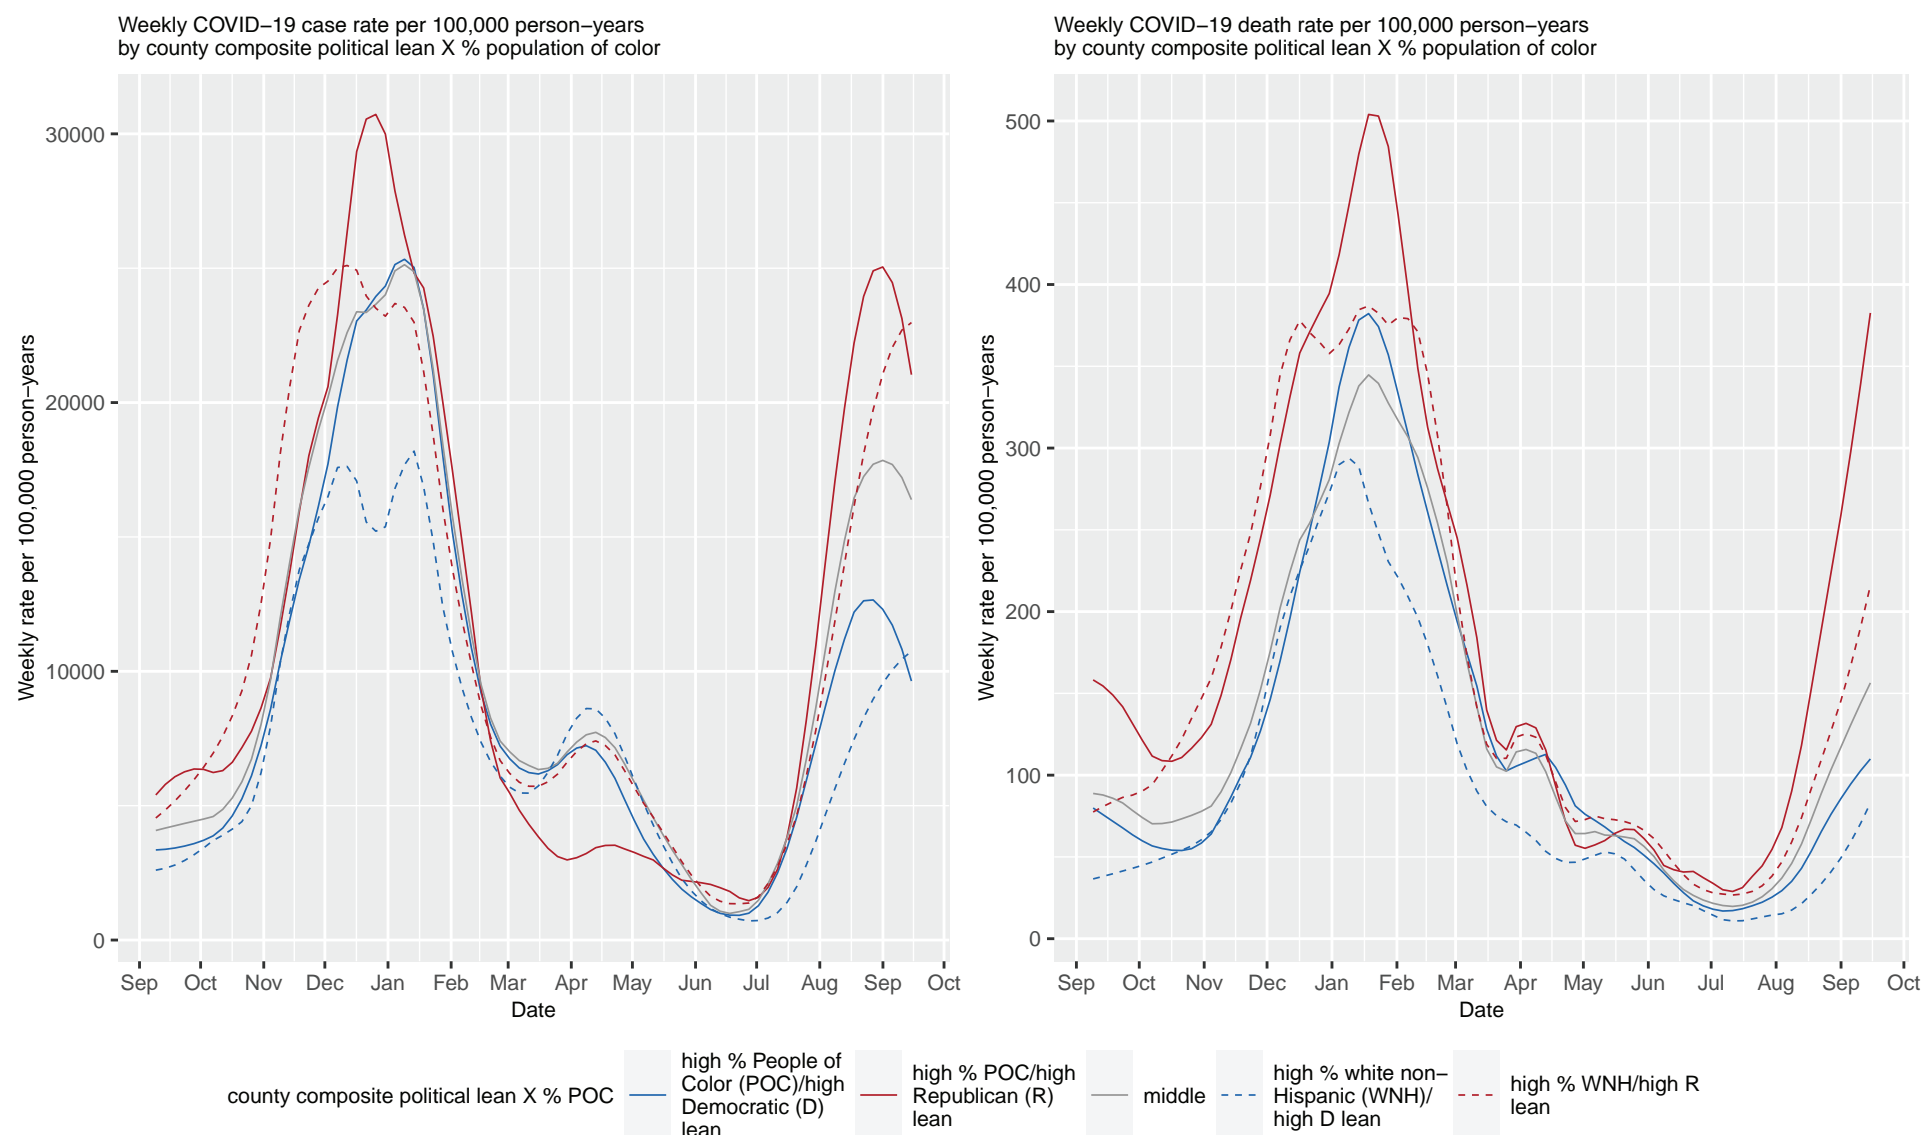 Weekly COVID−19 case rate per 100,000 person−years
by county composite political lean X % population of color
Weekly rate per 100,000 person−years
30000
20000
10000
0
Sep Oct Nov Dec Jan Feb Mar Apr May Jun Jul Aug Sep Oct
Date
Weekly COVID−19 death rate per 100,000 person−years
by county composite political lean X % population of color
Weekly rate per 100,000 person−years
500
400
300
200
100
0
Sep Oct Nov Dec Jan Feb Mar Apr May Jun Jul Aug Sep Oct
Date
county composite political lean X % POC
high % People of
Color (POC)/high
Democratic (D)
lean
high % POC/high
Republican (R)
lean
middle
high % white non−
Hispanic (WNH)/
high D lean
high % WNH/high R
lean